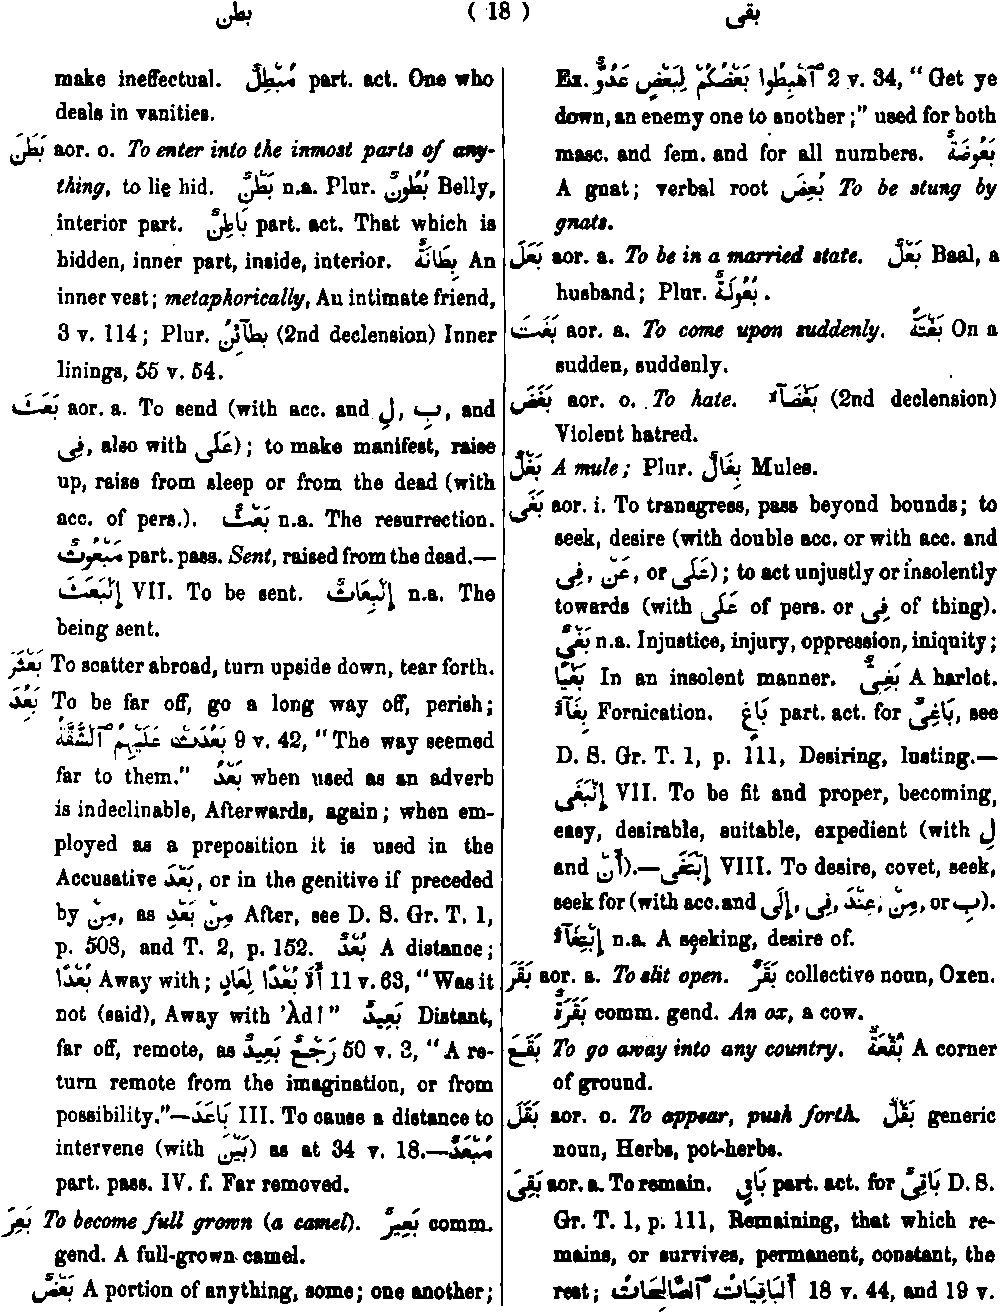 بطن ( 18 ) بقى
make ineffectual. مُبْطِلٌ part. act. One who
deals in vanities.
بَطَنَ aor. o. To enter into the inmost parts of any-
thing, to lie hid. بَطْنٌ n.a. Plur. بُطُونٌ Belly,
interior part. بَاطِنٌ part. act. That which is
hidden, inner part, inside, interior. بِطَانَةٌ An
inner vest; metaphorically, An intimate friend,
3 v. 114; Plur. بَطَآئِنُ (2nd declension) Inner
linings, 55 v. 54.
بَعَثَ aor. a. To send (with acc. and لِ, بِ, and
فِى, also with عَلَى); to make manifest, raise
up, raise from sleep or from the dead (with
acc. of pers.). بَعْثٌ n.a. The resurrection.
مَبْعُوثٌ part. pass. Sent, raised from the dead.—
إِنْبَعَثَ VII. To be sent. إِنْبِعَاثٌ n.a. The
being sent.
بَعْثَرَ To scatter abroad, turn upside down, tear forth.
بَعُدَ To be far off, go a long way off, perish;
بَعُدَتْ عَلَيْهِمُ ٱلشُّقَّةُ 9 v. 42, "The way seemed
far to them." بَعْدُ when used as an adverb
is indeclinable, Afterwards, again; when em-
ployed as a preposition it is used in the
Accusative بَعْدَ, or in the genitive if preceded
by مِنْ, as مِنْ بَعْدِ After, see D. S. Gr. T. 1,
p. 508, and T. 2, p. 152. بُعْدٌ A distance;
بُعْدًا Away with; أَلَا بُعْدًا لِعَادٍ 11 v. 63, "Was it
not (said), Away with 'Àd!" بَعِيدٌ Distant,
far off, remote, as رَجْعٌ بَعِيدٌ 50 v. 3, "A re-
turn remote from the imagination, or from
possibility."—بَاعَدَ III. To cause a distance to
intervene (with بَيْنَ) as at 34 v. 18.—مُبْعَدٌ
part. pass. IV. f. Far removed.
بَعِرَ To become full grown (a camel). بَعِيرٌ comm.
gend. A full-grown camel.
بَعْضٌ A portion of anything, some; one another;
Ex. ٱهْبِطُوا بَعْضُكُمْ لِبَعْضٍ عَدُوٌّ 2 v. 34, "Get ye
down, an enemy one to another;" used for both
masc. and fem. and for all numbers. بَعُوضَةٌ
A gnat; verbal root بُعِضَ To be stung by
gnats.
بَعَلَ aor. a. To be in a married state. بَعْلٌ Baal, a
husband; Plur. بُعُولَةٌ.
بَغَتَ aor. a. To come upon suddenly. بَغْتَةً On a
sudden, suddenly.
بَغَضَ aor. o. To hate. بَغْضَآءُ (2nd declension)
Violent hatred.
بَغْلٌ A mule; Plur. بِغَالٌ Mules.
بَغَى aor. i. To transgress, pass beyond bounds; to
seek, desire (with double acc. or with acc. and
فِى, عَنْ, or عَلَى); to act unjustly or insolently
towards (with عَلَى of pers. or فِى of thing).
بَغْىٌ n.a. Injustice, injury, oppression, iniquity;
بَغْيًا In an insolent manner. بَغِىٌّ A harlot.
بِغَآءٌ Fornication. بَاغٍ part. act. for بَاغِىٌ, see
D. S. Gr. T. 1, p. 111, Desiring, lusting.—
إِنْبَغَى VII. To be fit and proper, becoming,
easy, desirable, suitable, expedient (with لِ
and أَنْ).—إِبْتَغَى VIII. To desire, covet, seek,
seek for (with acc. and إِلَى, فِى, عِنْدَ, مِنْ, or بِ).
إِبْتِغَآءٌ n.a. A seeking, desire of.
بَقَرَ aor. a. To slit open. بَقَرٌ collective noun, Oxen.
بَقَرَةٌ comm. gend. An ox, a cow.
بَقَعَ To go away into any country. بُقْعَةٌ A corner
of ground.
بَقَلَ aor. o. To appear, push forth. بَقْلٌ generic
noun, Herbs, pot-herbs.
بَقِىَ aor. a. To remain. بَاقٍ part. act. for بَاقِىٌ D. S.
Gr. T. 1, p. 111, Remaining, that which re-
mains, or survives, permanent, constant, the
rest; أَلْبَاقِيَاتُ ٱلصَّالِحَاتُ 18 v. 44, and 19 v.